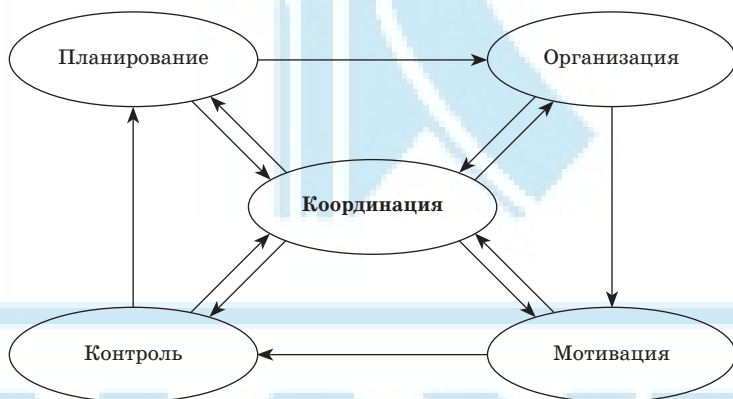 Планирование
Организация
Координация
Контроль
Мотивация